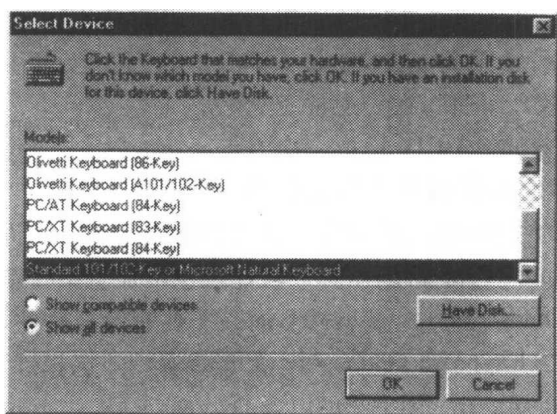 Select Device
Click the Keyboard that matches your hardware, and then click OK. If you
don't know which model you have, click OK. If you have an installation disk
for this device, click Have Disk.
Models:
Olivetti Keyboard (86-Key)
Olivetti Keyboard (A101/102-Key)
PC/AT Keyboard (84-Key)
PC/XT Keyboard (83-Key)
PC/XT Keyboard (84-Key)
Standard 101/102-Key or Microsoft Natural Keyboard
Show compatible devices
Have Disk...
Show all devices
OK
Cancel